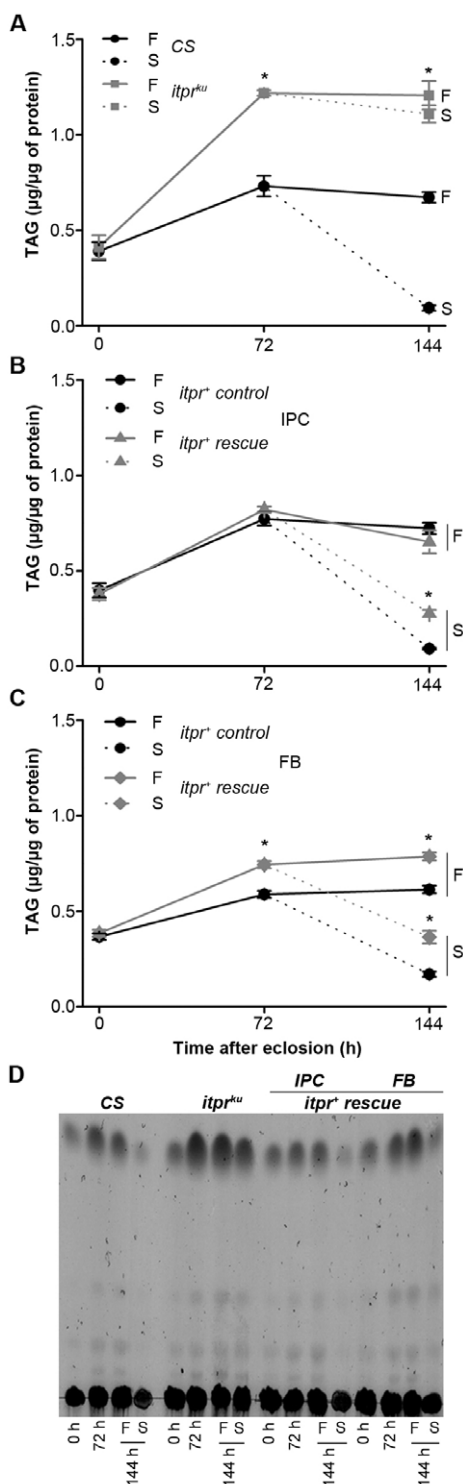 A
TAG (µg/µg of protein)
1.5
1.0
0.5
0.0
F CS
S
F itprᵏᵘ
S
*
*
F
S
F
S
0 72 144
B
TAG (µg/µg of protein)
1.5
1.0
0.5
0.0
F itpr⁺ control
S
F itpr⁺ rescue
S
IPC
F
*
S
0 72 144
C
TAG (µg/µg of protein)
1.5
1.0
0.5
0.0
F itpr⁺ control
S
F itpr⁺ rescue
S
FB
*
*
F
*
S
0 72 144
Time after eclosion (h)
D
IPC FB
CS itprᵏᵘ itpr⁺ rescue
0 h 72 h F S 0 h 72 h F S 0 h 72 h F S 0 h 72 h F S
144 h 144 h 144 h 144 h